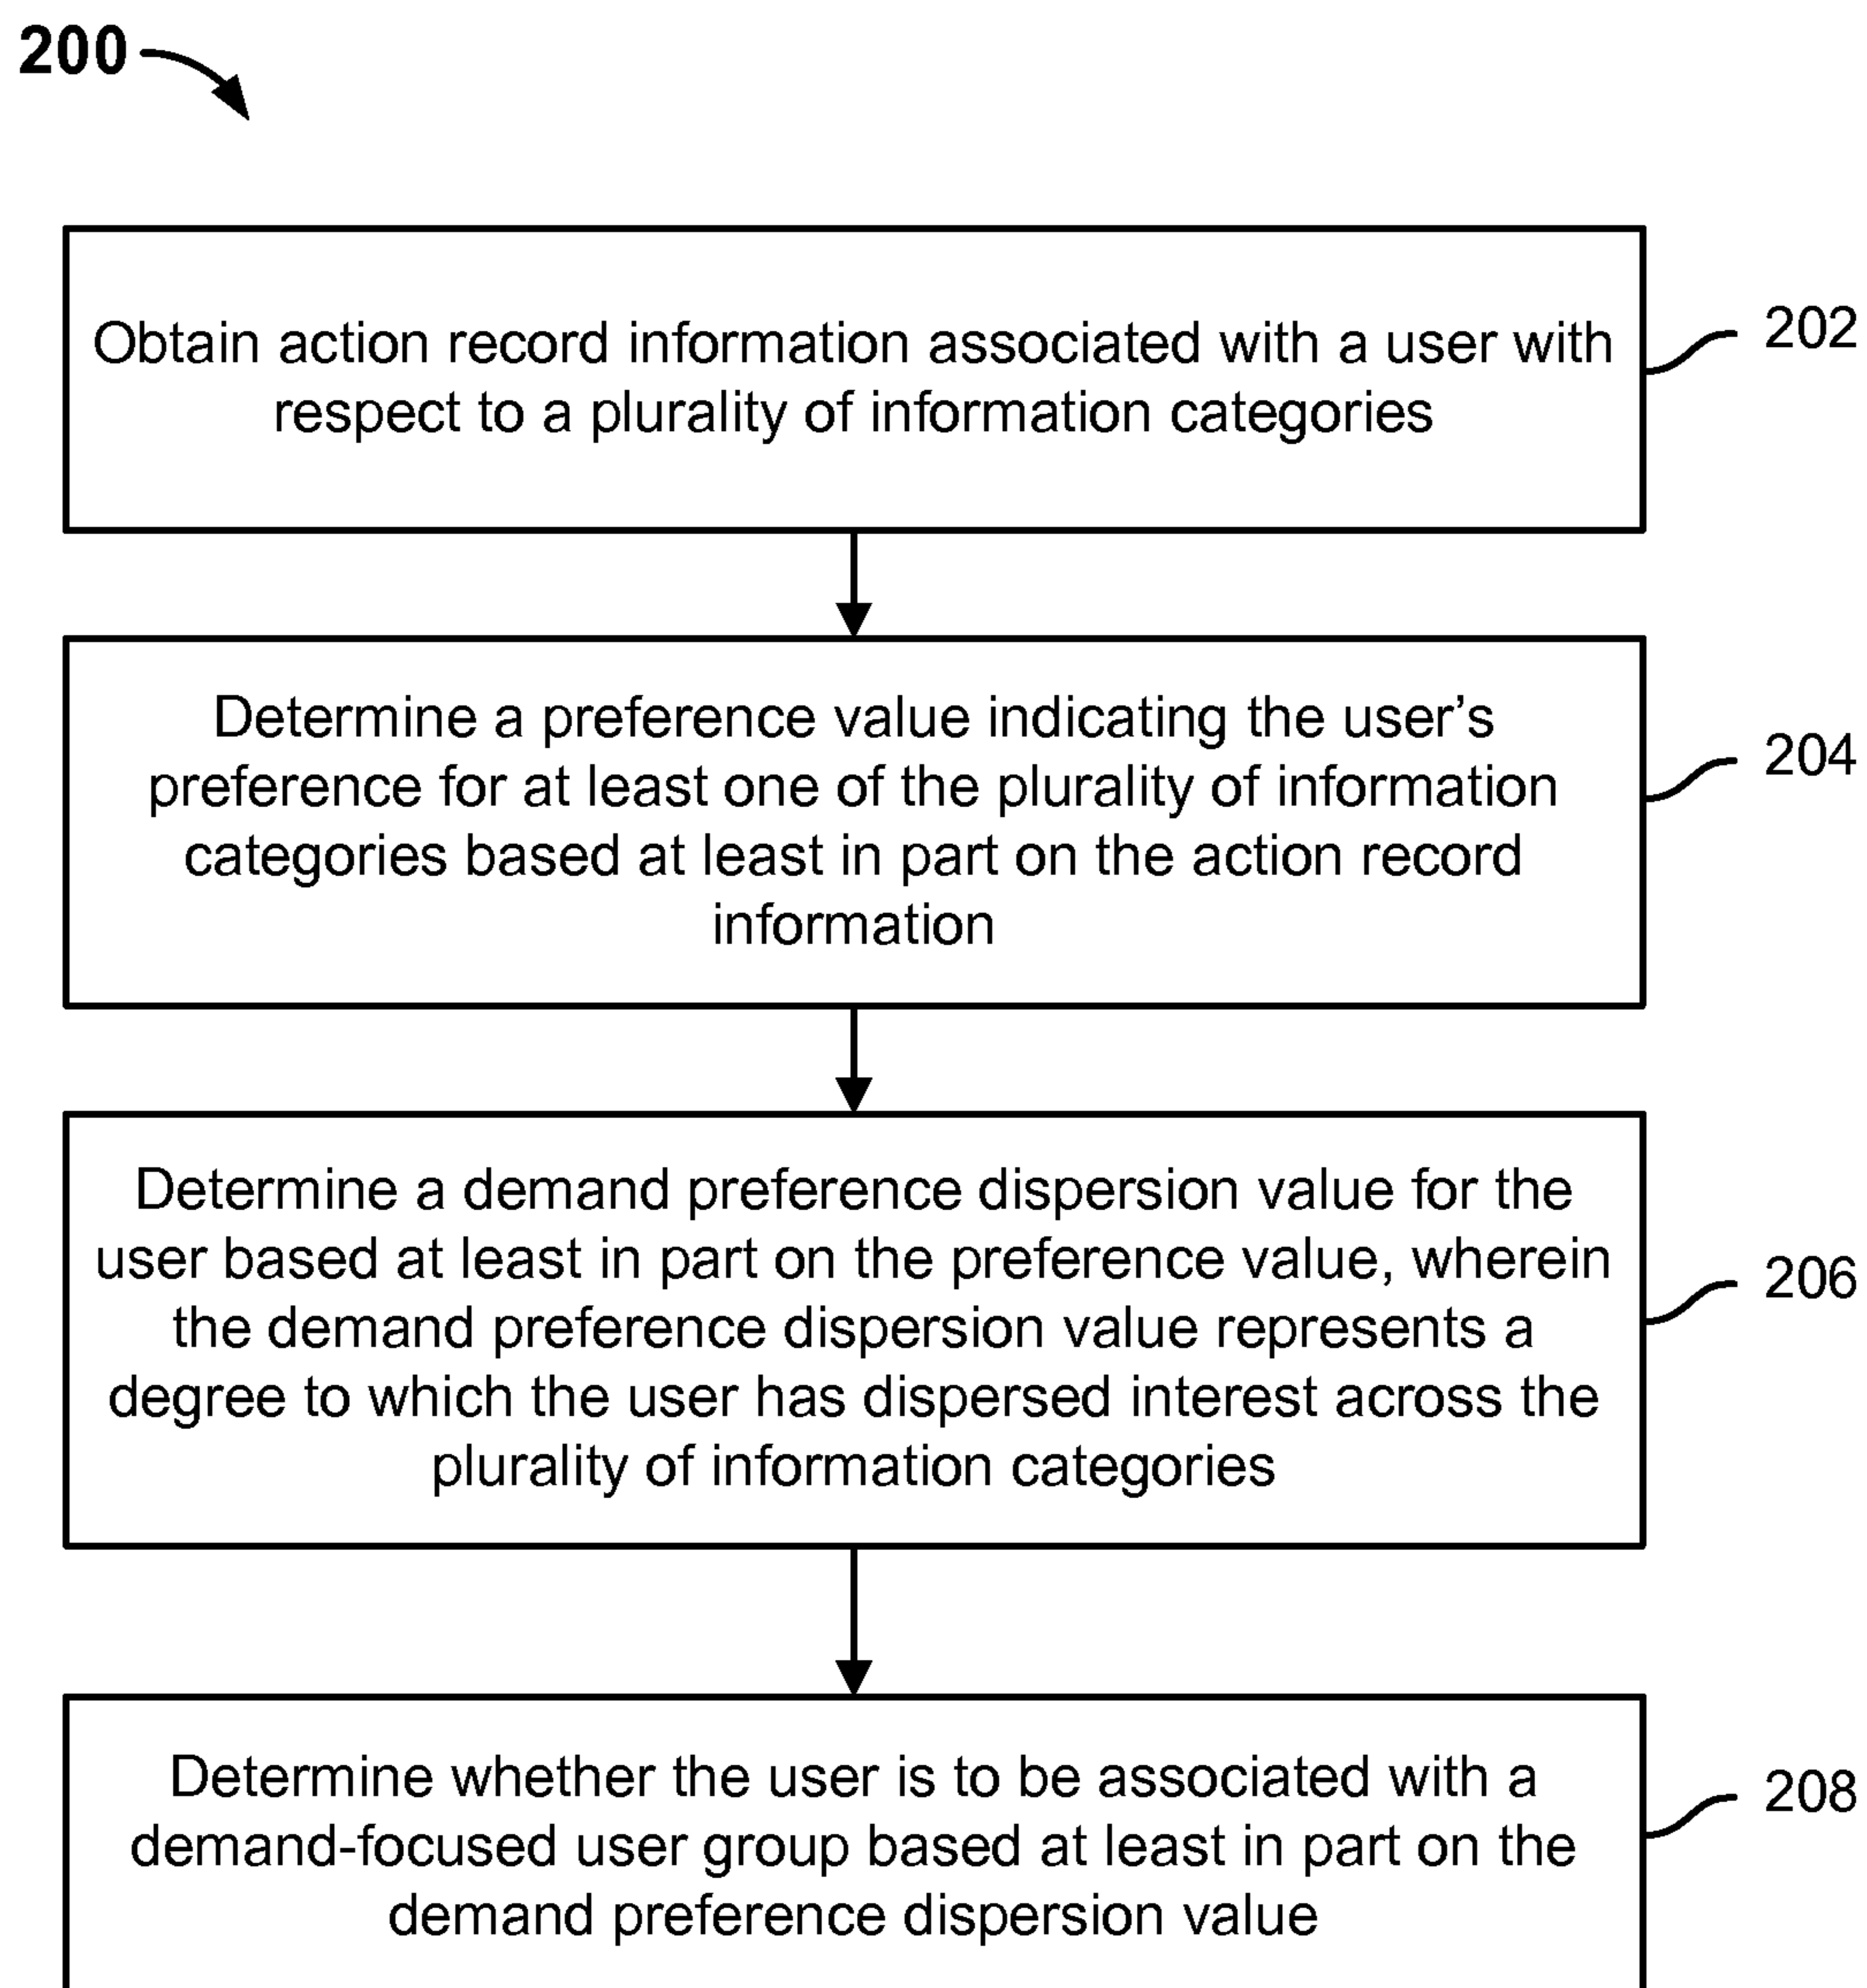 200
Obtain action record information associated with a user with
respect to a plurality of information categories
202
Determine a preference value indicating the user’s
preference for at least one of the plurality of information
categories based at least in part on the action record
information
204
Determine a demand preference dispersion value for the
user based at least in part on the preference value, wherein
the demand preference dispersion value represents a
degree to which the user has dispersed interest across the
plurality of information categories
206
Determine whether the user is to be associated with a
demand-focused user group based at least in part on the
demand preference dispersion value
208